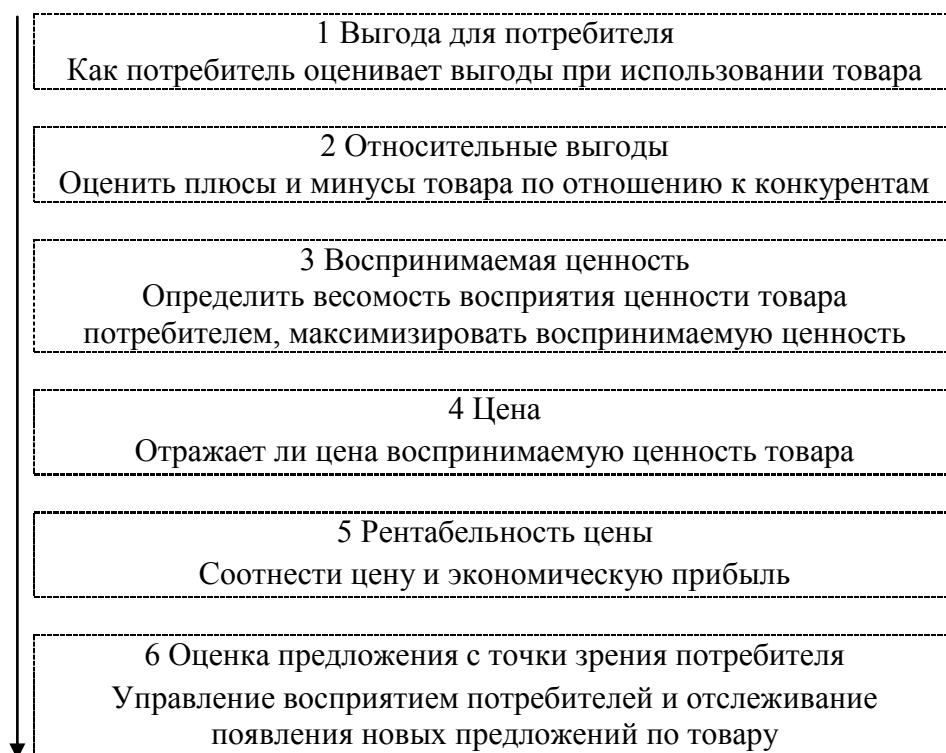 1 Выгода для потребителя
Как потребитель оценивает выгоды при использовании товара
2 Относительные выгоды
Оценить плюсы и минусы товара по отношению к конкурентам
3 Воспринимаемая ценность
Определить весомость восприятия ценности товара
потребителем, максимизировать воспринимаемую ценность
4 Цена
Отражает ли цена воспринимаемую ценность товара
5 Рентабельность цены
Соотнести цену и экономическую прибыль
6 Оценка предложения с точки зрения потребителя
Управление восприятием потребителей и отслеживание
появления новых предложений по товару